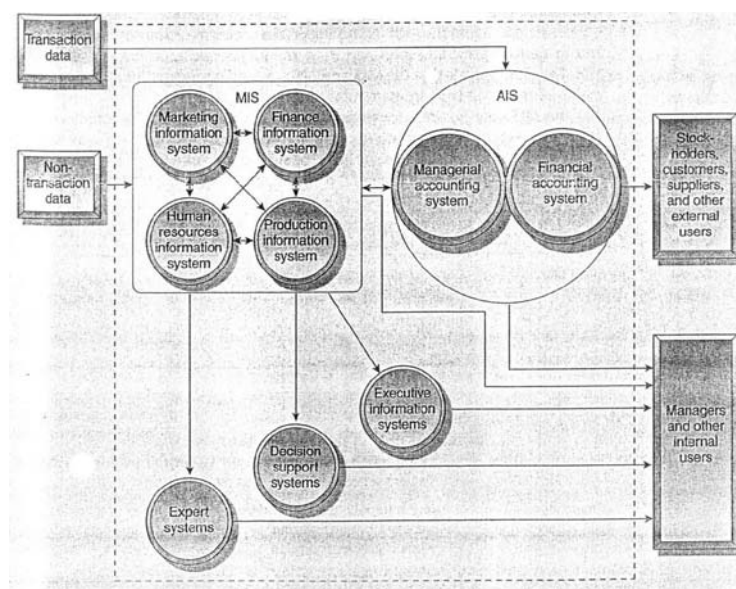 Transaction
data
Non-
transaction
data
MIS
Marketing
information
system
Finance
information
system
Human
resources
information
system
Production
information
system
AIS
Managerial
accounting
system
Financial
accounting
system
Stock-
holders,
customers,
suppliers,
and other
external
users
Executive
information
systems
Decision
support
systems
Expert
systems
Managers
and other
internal
users